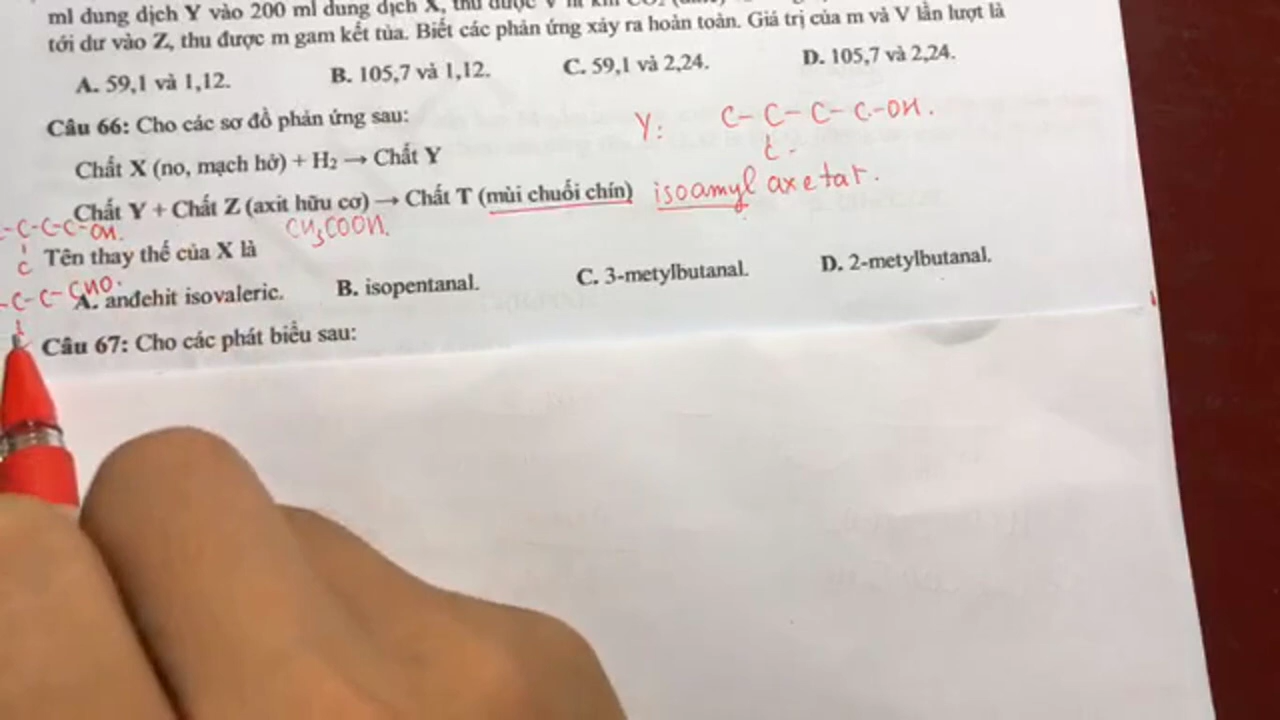 ml dung dịch Y vào 200 ml dung dịch X, thu được V
tới dư vào Z, thu được m gam kết tủa. Biết các phản ứng xảy ra hoàn toàn. Giá trị của m và V lần lượt là
A. 59,1 và 1,12. B. 105,7 và 1,12. C. 59,1 và 2,24. D. 105,7 và 2,24.
Câu 66: Cho các sơ đồ phản ứng sau:
Y: C-C-C-C-OH.
C
Chất X (no, mạch hở) + H₂ → Chất Y
Chất Y + Chất Z (axit hữu cơ) → Chất T (mùi chuối chín) isoamyl axetat.
-C-C-C-OH. CH₃COOH.
C Tên thay thế của X là
-C-C-CHO.
A. anđehit isovaleric. B. isopentanal. C. 3-metylbutanal. D. 2-metylbutanal.
Câu 67: Cho các phát biểu sau: